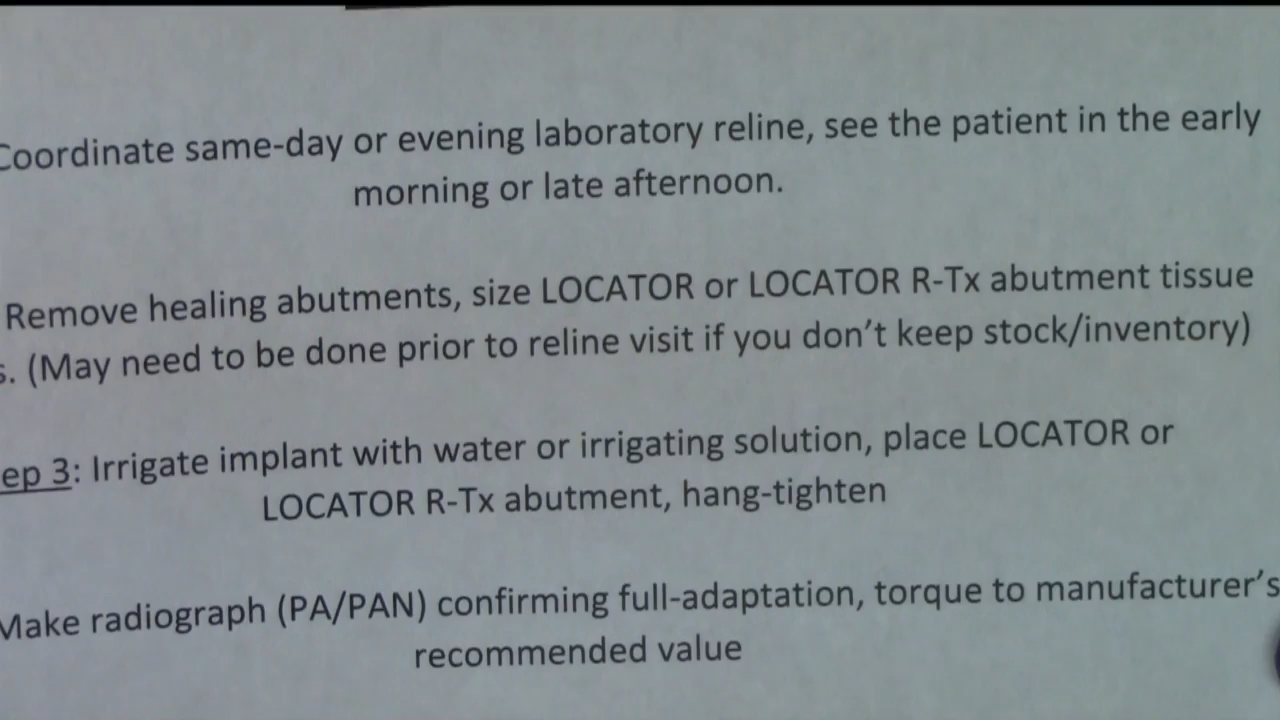 Coordinate same-day or evening laboratory reline, see the patient in the early
morning or late afternoon.
Remove healing abutments, size LOCATOR or LOCATOR R-Tx abutment tissue
s. (May need to be done prior to reline visit if you don't keep stock/inventory)
ep 3: Irrigate implant with water or irrigating solution, place LOCATOR or
LOCATOR R-Tx abutment, hang-tighten
Make radiograph (PA/PAN) confirming full-adaptation, torque to manufacturer's
recommended value